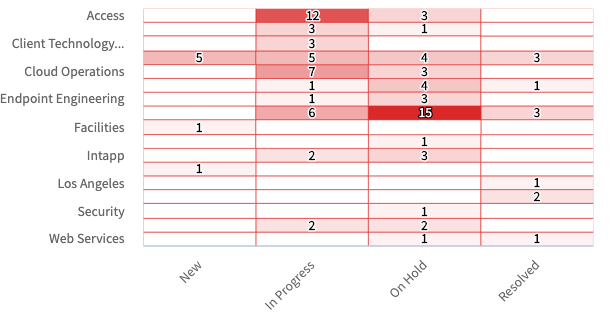 Access 12 3
3 1
Client Technology... 3
5 5 4 3
Cloud Operations 7 3
1 4 1
Endpoint Engineering 1 3
6 15 3
Facilities 1
1
Intapp 2 3
1
Los Angeles 1
2
Security 1
2 2
Web Services 1 1
New In Progress On Hold Resolved